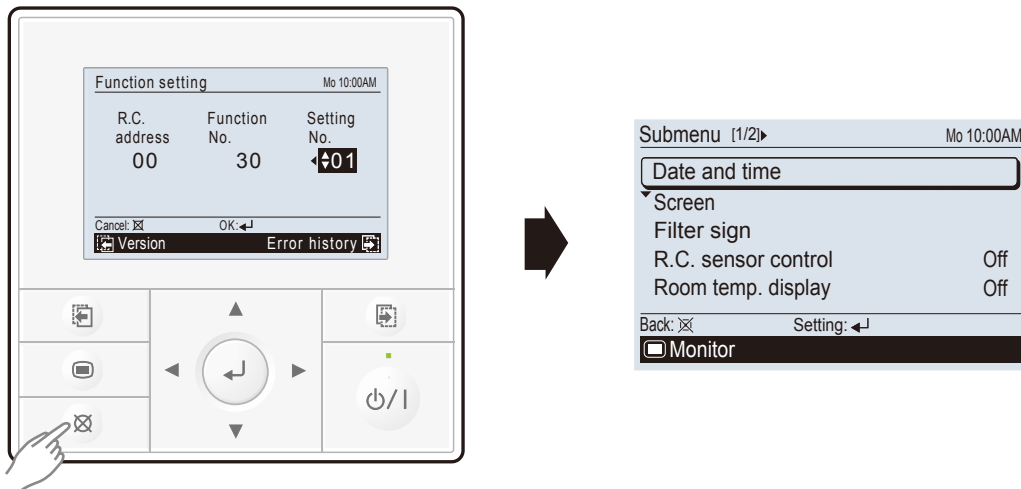 Function setting Mo 10:00AM
R.C. address Function No. Setting No.
00 30 01
Cancel: OK:
Version Error history
Submenu [1/2] Mo 10:00AM
Date and time
Screen
Filter sign
R.C. sensor control Off
Room temp. display Off
Back: Setting:
Monitor